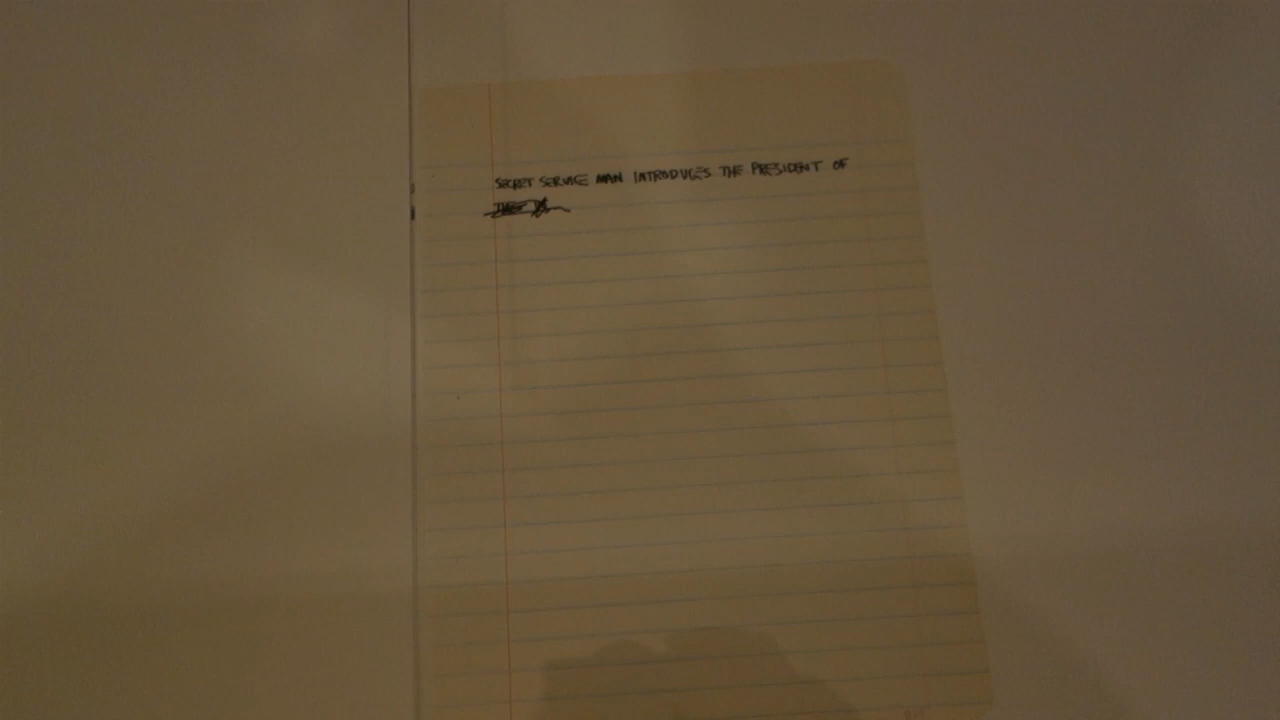 SECRET SERVICE MAN INTRODUCES THE PRESIDENT OF